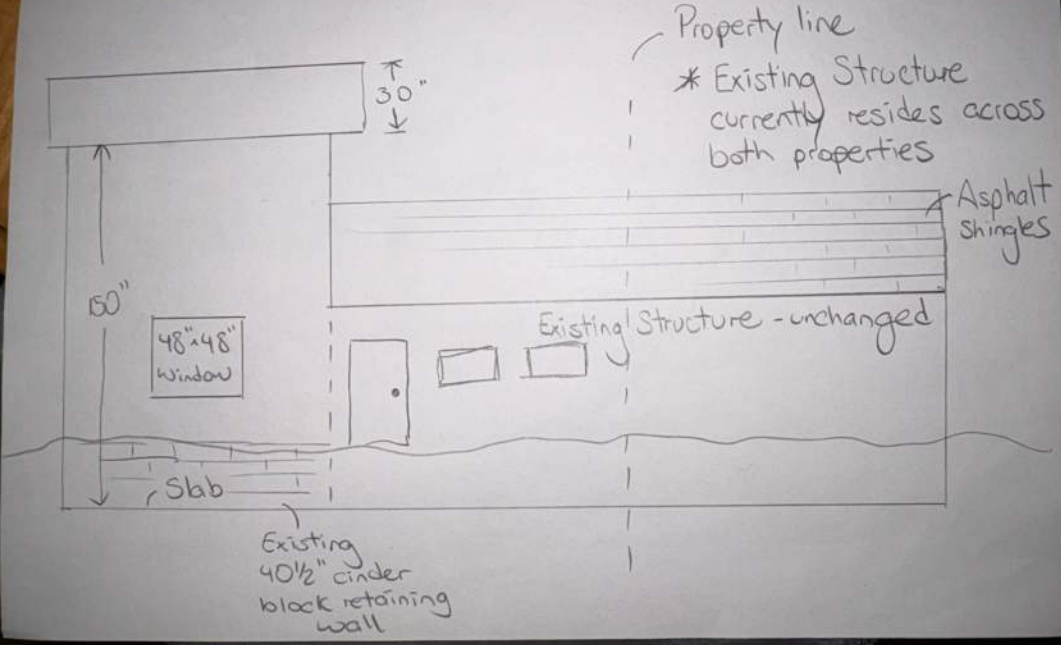 Property line
* Existing Structure
currently resides across
both properties
30"
Asphalt
Shingles
150"
Existing Structure - unchanged
48"x48"
Window
Slab
Existing
40½" cinder
block retaining
wall